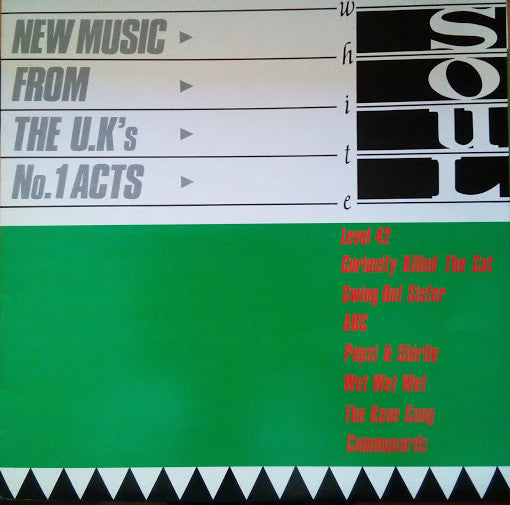 NEW MUSIC
FROM
THE U.K's
No.1 ACTS
white
SOUL
Level 42
Curiosity Killed The Cat
Swing Out Sister
ABC
Pepsi & Shirlie
Wet Wet Wet
The Kane Gang
Communards